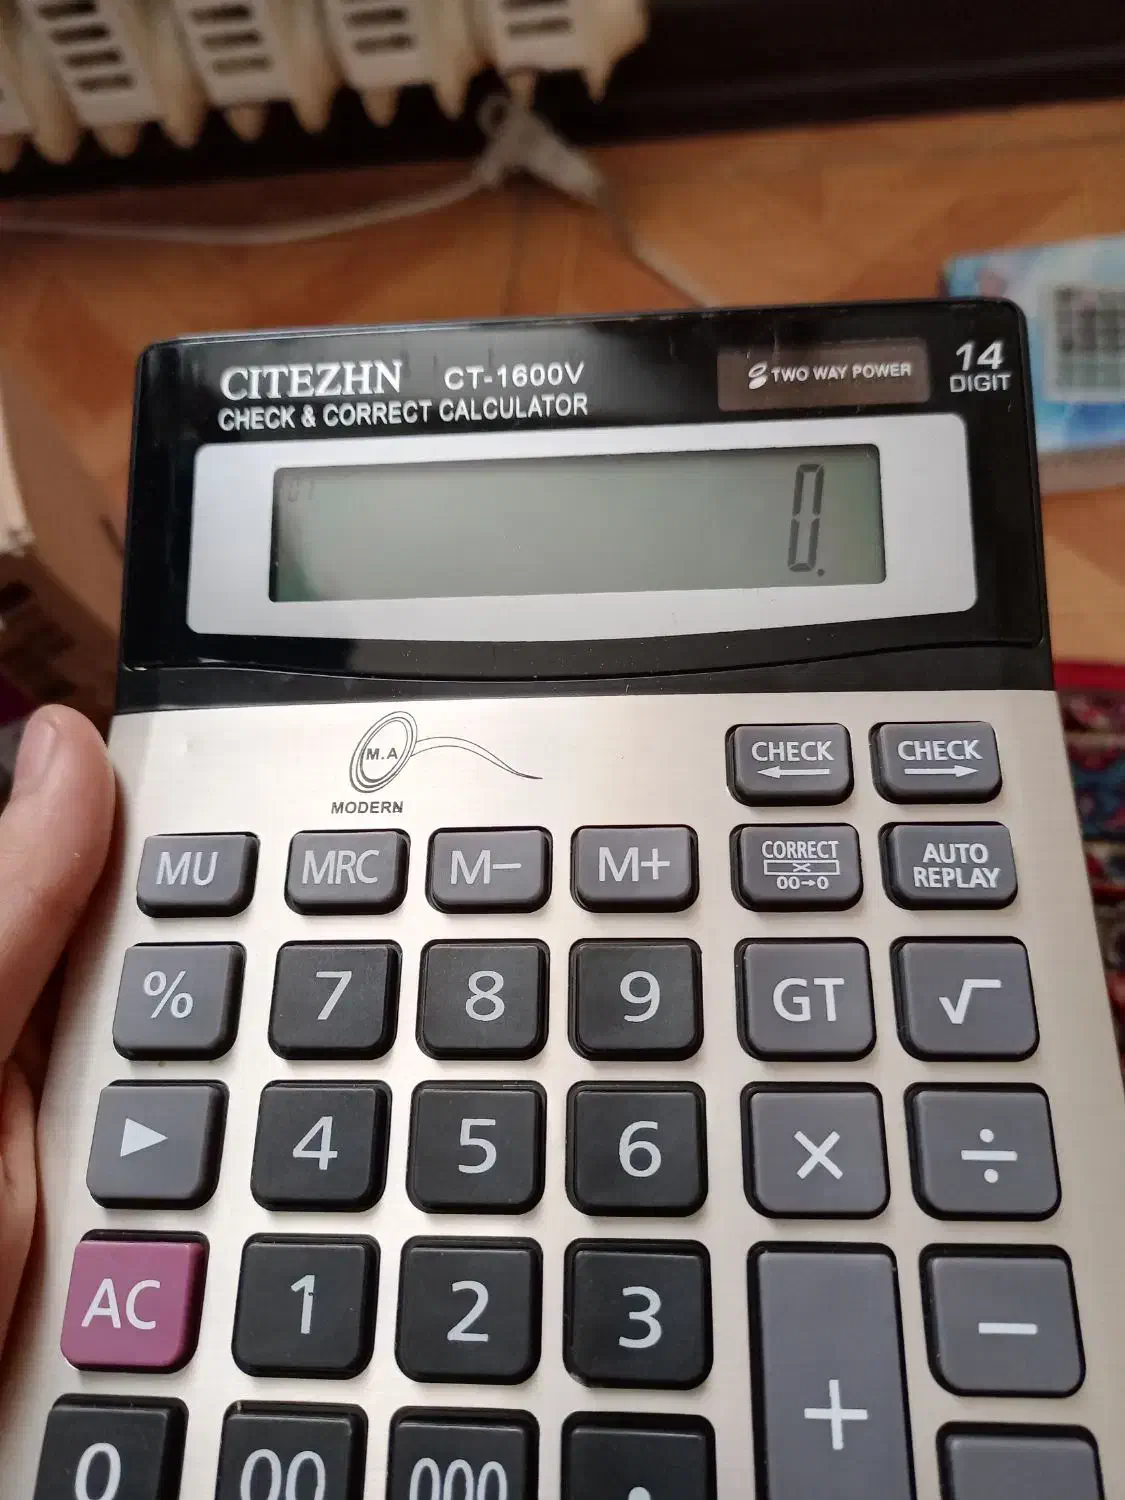 CITEZHN CT-1600V
CHECK & CORRECT CALCULATOR
TWO WAY POWER
14
DIGIT
0.
M.A
MODERN
CHECK ← CHECK →
MU MRC M− M+ CORRECT 00→0 AUTO REPLAY
% 7 8 9 GT √
▶ 4 5 6 × ÷
AC 1 2 3 + −
0 00 000 .